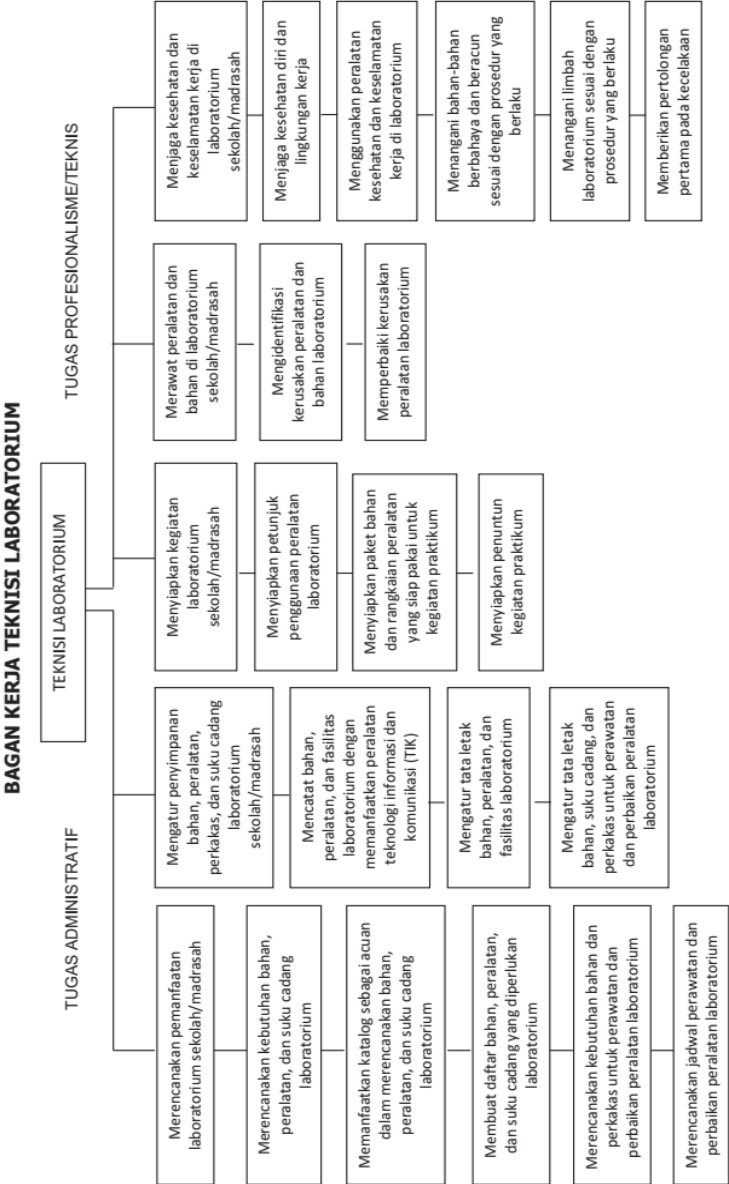 BAGAN KERJA TEKNISI LABORATORIUM
TEKNISI LABORATORIUM
TUGAS ADMINISTRATIF
TUGAS PROFESIONALISME/TEKNIS
Merencanakan pemanfaatan
laboratorium sekolah/madrasah
Merencanakan kebutuhan bahan,
peralatan, dan suku cadang
laboratorium
Memanfaatkan katalog sebagai acuan
dalam merencanakan bahan,
peralatan, dan suku cadang
laboratorium
Membuat daftar bahan, peralatan,
dan suku cadang yang diperlukan
laboratorium
Merencanakan kebutuhan bahan dan
perkakas untuk perawatan dan
perbaikan peralatan laboratorium
Merencanakan jadwal perawatan dan
perbaikan peralatan laboratorium
Mengatur penyimpanan
bahan, peralatan,
perkakas, dan suku cadang
laboratorium
sekolah/madrasah
Mencatat bahan,
peralatan, dan fasilitas
laboratorium dengan
memanfaatkan peralatan
teknologi informasi dan
komunikasi (TIK)
Mengatur tata letak
bahan, peralatan, dan
fasilitas laboratorium
Mengatur tata letak
bahan, suku cadang, dan
perkakas untuk perawatan
dan perbaikan peralatan
laboratorium
Menyiapkan kegiatan
laboratorium
sekolah/madrasah
Menyiapkan petunjuk
penggunaan peralatan
laboratorium
Menyiapkan paket bahan
dan rangkaian peralatan
yang siap pakai untuk
kegiatan praktikum
Menyiapkan penuntun
kegiatan praktikum
Merawat peralatan dan
bahan di laboratorium
sekolah/madrasah
Mengidentifikasi
kerusakan peralatan dan
bahan laboratorium
Memperbaiki kerusakan
peralatan laboratorium
Menjaga kesehatan dan
keselamatan kerja di
laboratorium
sekolah/madrasah
Menjaga kesehatan diri dan
lingkungan kerja
Menggunakan peralatan
kesehatan dan keselamatan
kerja di laboratorium
Menangani bahan-bahan
berbahaya dan beracun
sesuai dengan prosedur yang
berlaku
Menangani limbah
laboratorium sesuai dengan
prosedur yang berlaku
Memberikan pertolongan
pertama pada kecelakaan